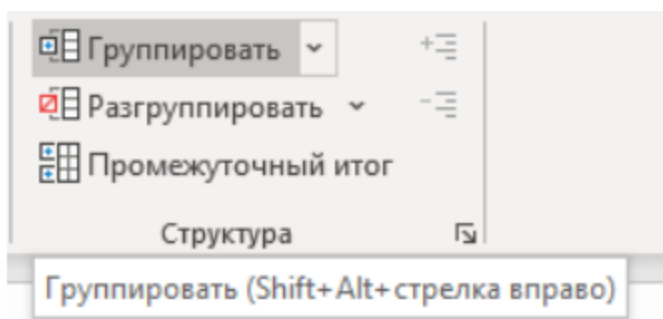 Группировать
Разгруппировать
Промежуточный итог
Структура
Группировать (Shift+Alt+стрелка вправо)